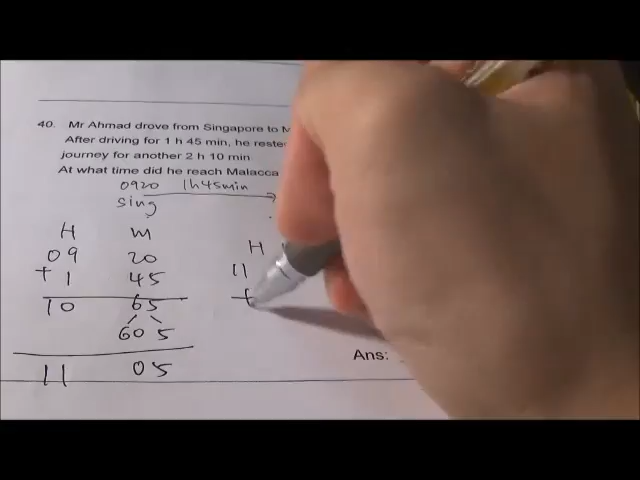 40. Mr Ahmad drove from Singapore to
After driving for 1 h 45 min, he
journey for another 2 h 10 min
At what time did he reach Malacca
0920 1h45min
sing
H M
09 20
+ 1 45
10 65
60 5
11 05
H
11
+
Ans: